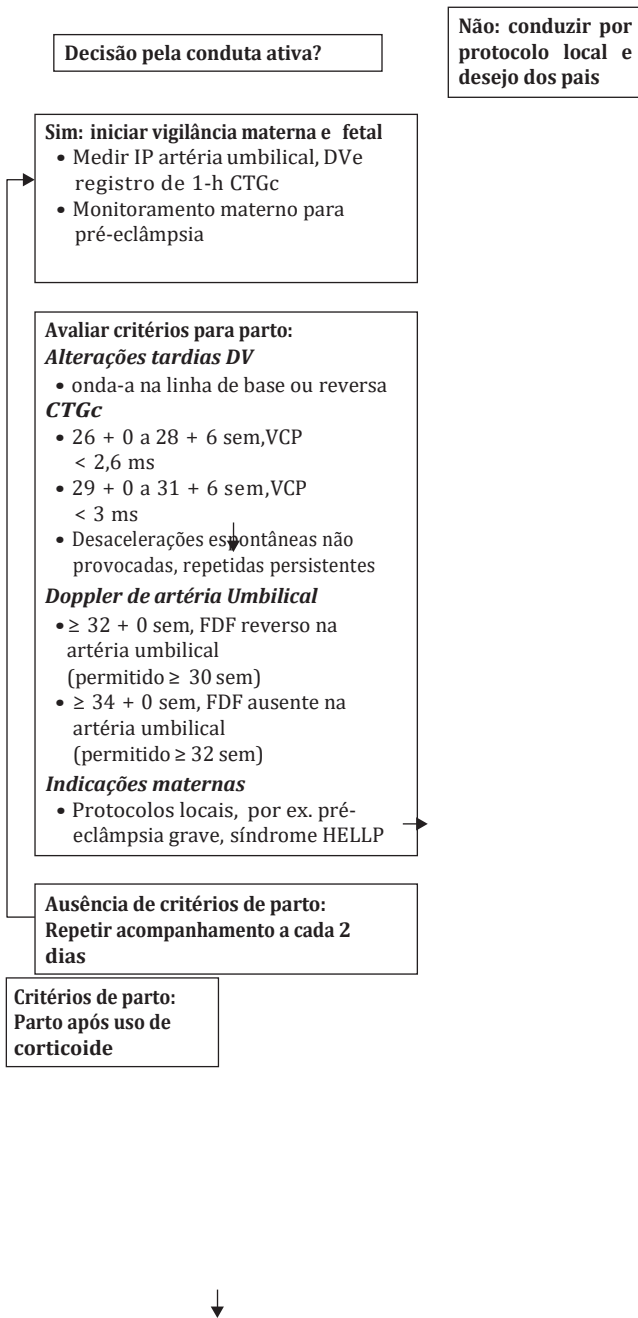 Decisão pela conduta ativa?
Não: conduzir por
protocolo local e
desejo dos pais
Sim: iniciar vigilância materna e fetal
• Medir IP artéria umbilical, DVe
registro de 1-h CTGc
• Monitoramento materno para
pré-eclâmpsia
Avaliar critérios para parto:
Alterações tardias DV
• onda-a na linha de base ou reversa
CTGc
• 26 + 0 a 28 + 6 sem,VCP
< 2,6 ms
• 29 + 0 a 31 + 6 sem,VCP
< 3 ms
• Desacelerações espontâneas não
provocadas, repetidas persistentes
Doppler de artéria Umbilical
•≥ 32 + 0 sem, FDF reverso na
artéria umbilical
(permitido ≥ 30 sem)
• ≥ 34 + 0 sem, FDF ausente na
artéria umbilical
(permitido ≥ 32 sem)
Indicações maternas
• Protocolos locais, por ex. pré-
eclâmpsia grave, síndrome HELLP
Ausência de critérios de parto:
Repetir acompanhamento a cada 2
dias
Critérios de parto:
Parto após uso de
corticoide